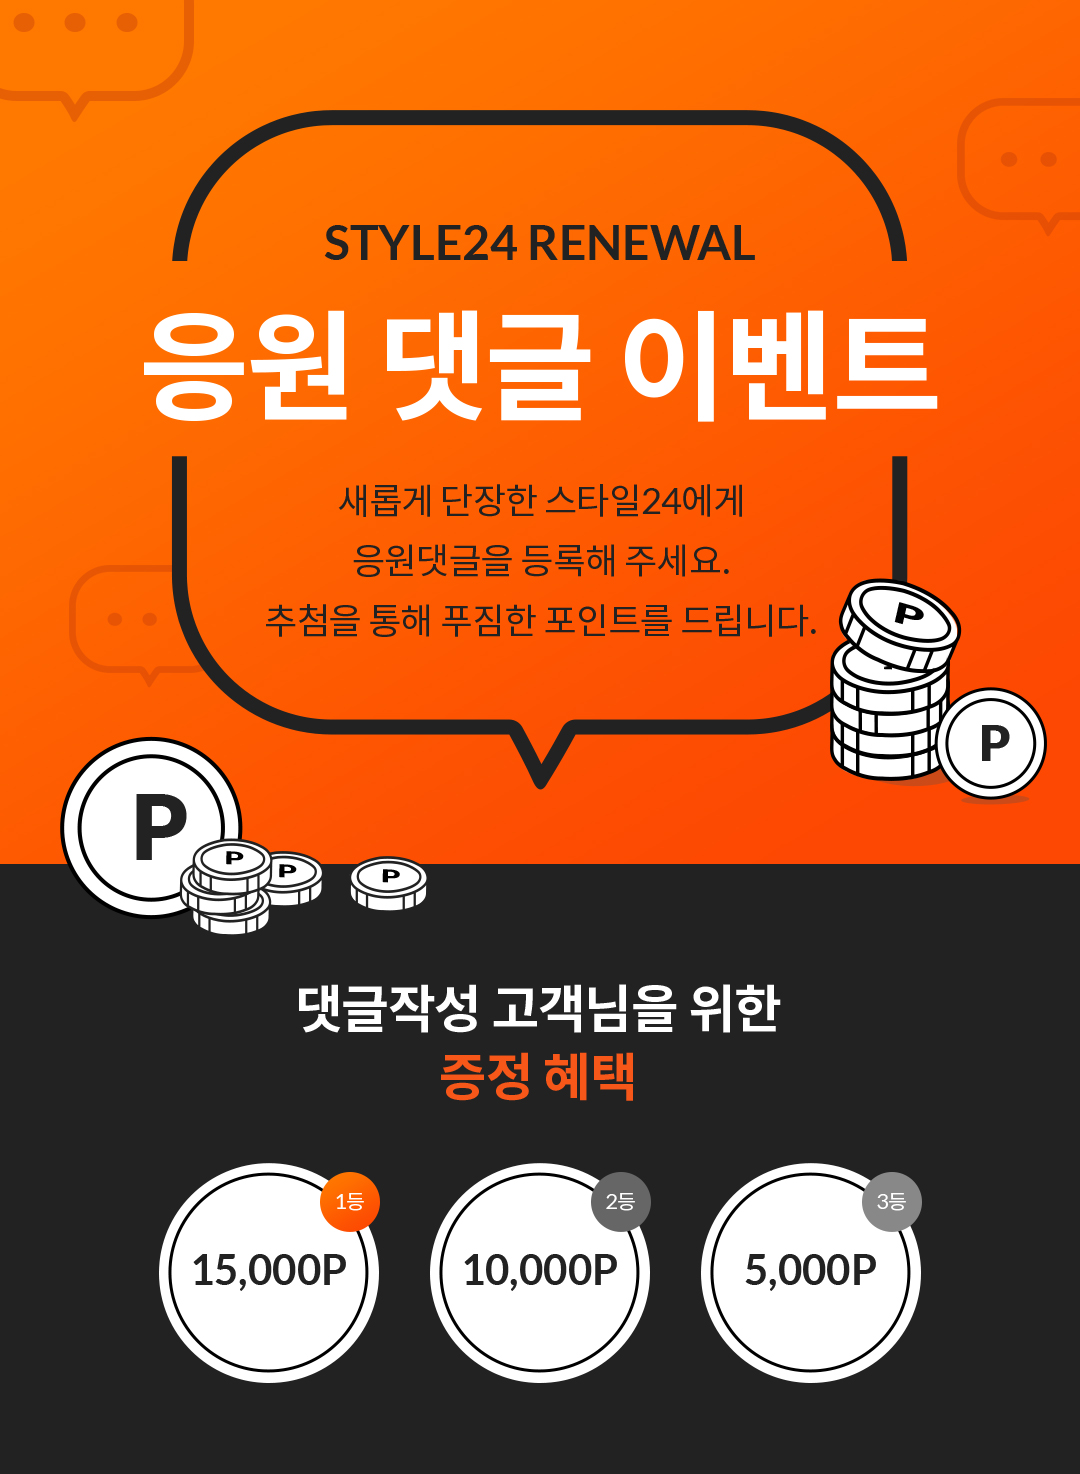 STYLE24 RENEWAL
응원 댓글 이벤트
새롭게 단장한 스타일24에게
응원댓글을 등록해 주세요.
추첨을 통해 푸짐한 포인트를 드립니다.
P
P
P
P
P
P
댓글작성 고객님을 위한
증정 혜택
1등
15,000P
2등
10,000P
3등
5,000P